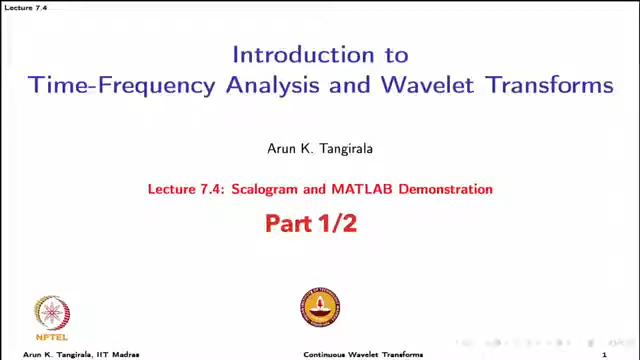 Lecture 7.4
Introduction to
Time-Frequency Analysis and Wavelet Transforms
Arun K. Tangirala
Lecture 7.4: Scalogram and MATLAB Demonstration
Part 1/2
NPTEL
Arun K. Tangirala, IIT Madras Continuous Wavelet Transforms 1